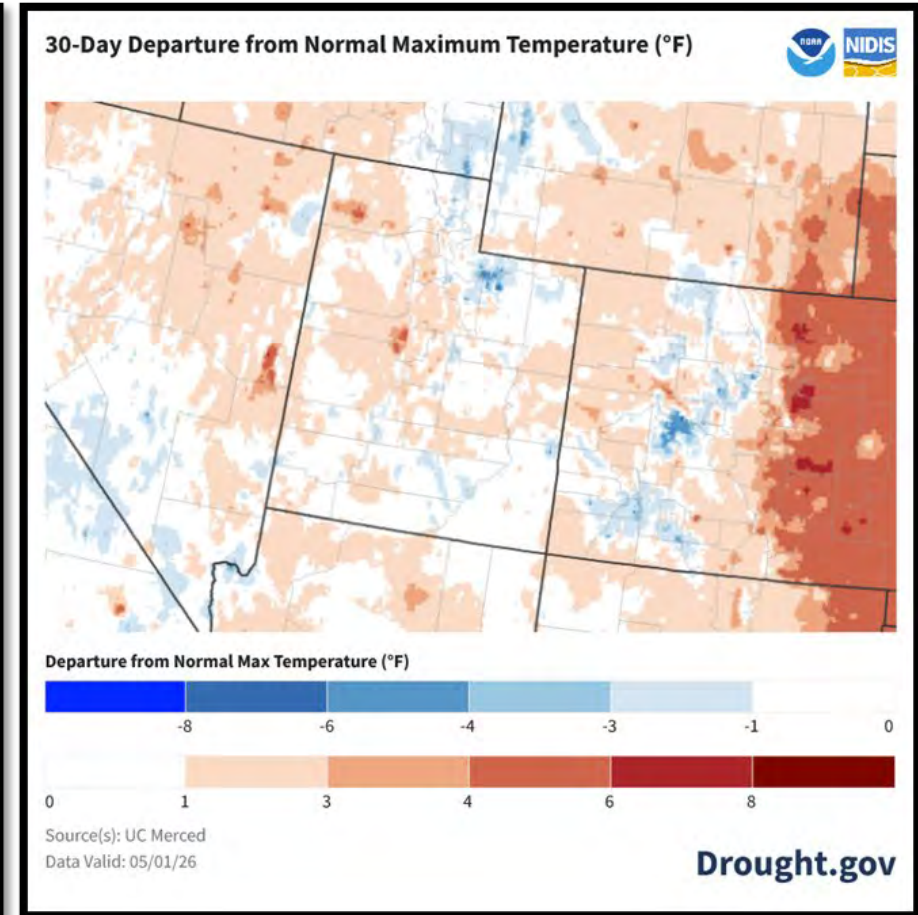 30-Day Departure from Normal Maximum Temperature (°F)
NOAA
NIDIS
Departure from Normal Max Temperature (°F)
-8 -6 -4 -3 -1 0
0 1 3 4 6 8
Source(s): UC Merced
Data Valid: 05/01/26
Drought.gov